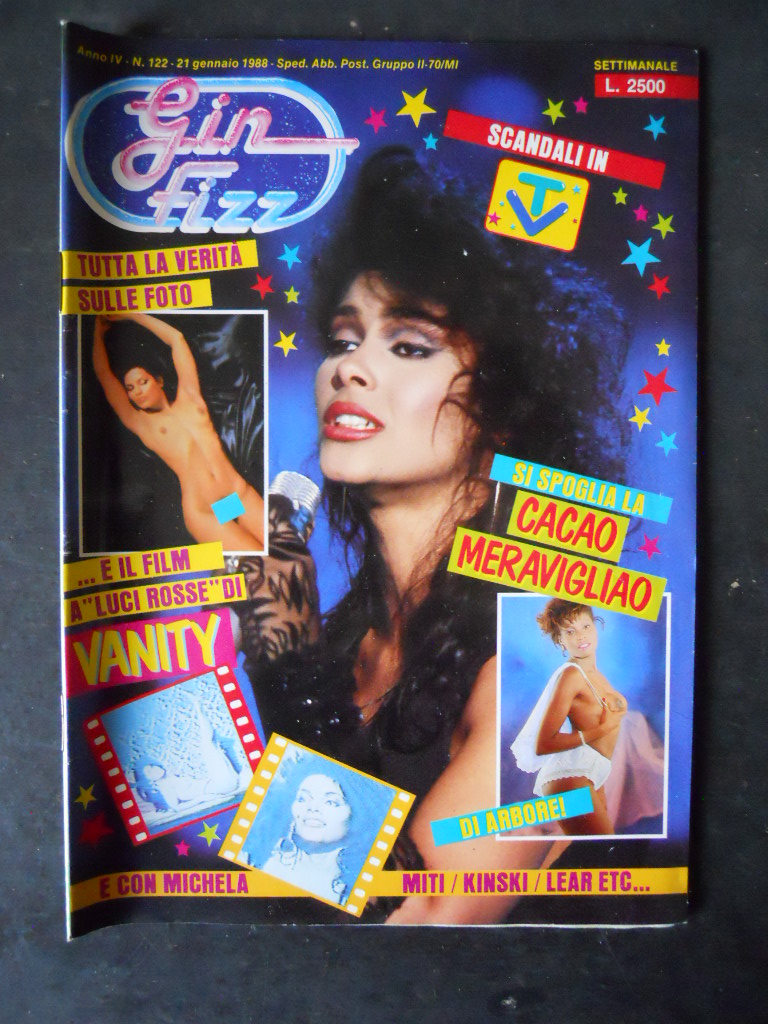 Anno IV - N. 122 - 21 gennaio 1988 - Sped. Abb. Post. Gruppo II-70/MI
SETTIMANALE
L. 2500
Gin
Fizz
SCANDALI IN
TV
TUTTA LA VERITÀ
SULLE FOTO
SI SPOGLIA LA
CACAO
MERAVIGLIAO
... E IL FILM
A "LUCI ROSSE" DI
VANITY
DI ARBORE!
E CON MICHELA MITI / KINSKI / LEAR ETC...